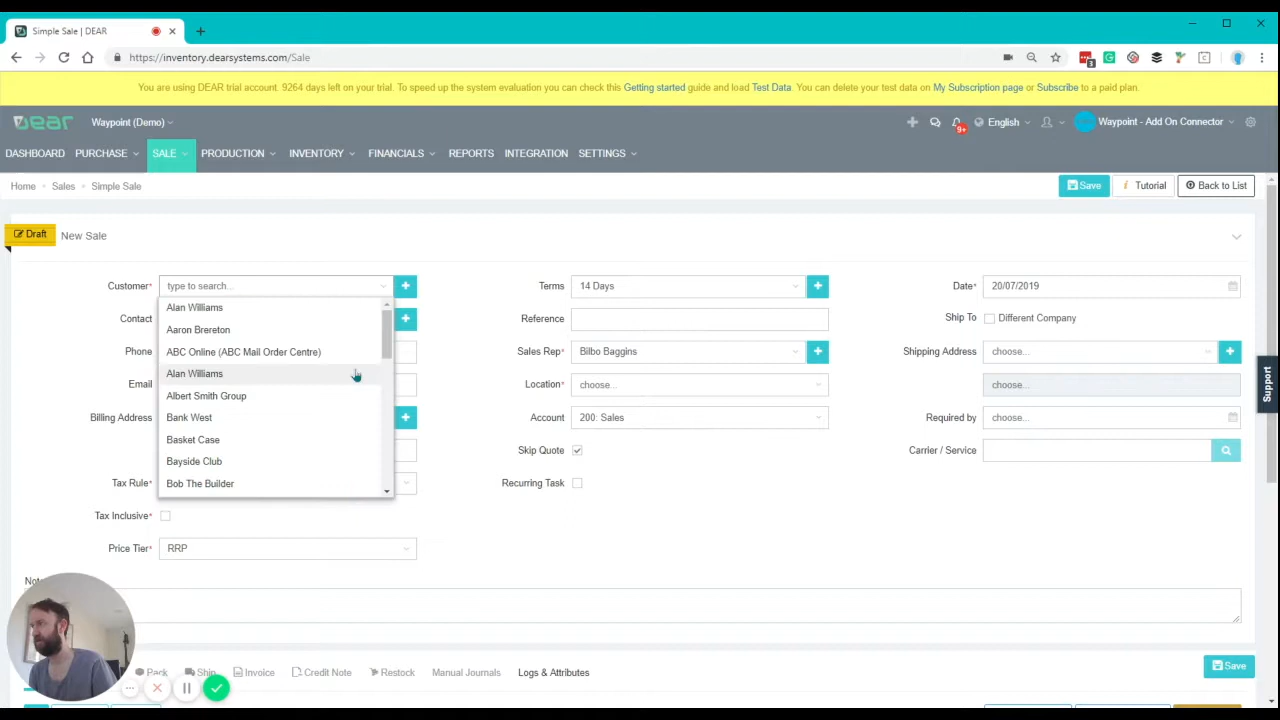 Simple Sale | DEAR
https://inventory.dearsystems.com/Sale
3
You are using DEAR trial account. 9264 days left on your trial. To speed up the system evaluation you can check this Getting started guide and load Test Data. You can delete your test data on My Subscription page or Subscribe to a paid plan.
Dear Waypoint (Demo) 9+ English Waypoint - Add On Connector
DASHBOARD PURCHASE SALE PRODUCTION INVENTORY FINANCIALS REPORTS INTEGRATION SETTINGS
Home Sales Simple Sale Save Tutorial Back to List
Draft New Sale
Customer* type to search... Terms 14 Days Date* 20/07/2019
Alan Williams
Contact Reference Ship To Different Company
Aaron Brereton
Phone ABC Online (ABC Mail Order Centre) Sales Rep* Bilbo Baggins Shipping Address choose...
Alan Williams
Email Location* choose... choose...
Albert Smith Group
Billing Address Bank West Account 200: Sales Required by choose...
Basket Case
Skip Quote Carrier / Service
Bayside Club
Tax Rule* Bob The Builder Recurring Task
Tax Inclusive*
Price Tier* RRP
Support
Pack Ship Invoice Credit Note Restock Manual Journals Logs & Attributes Save